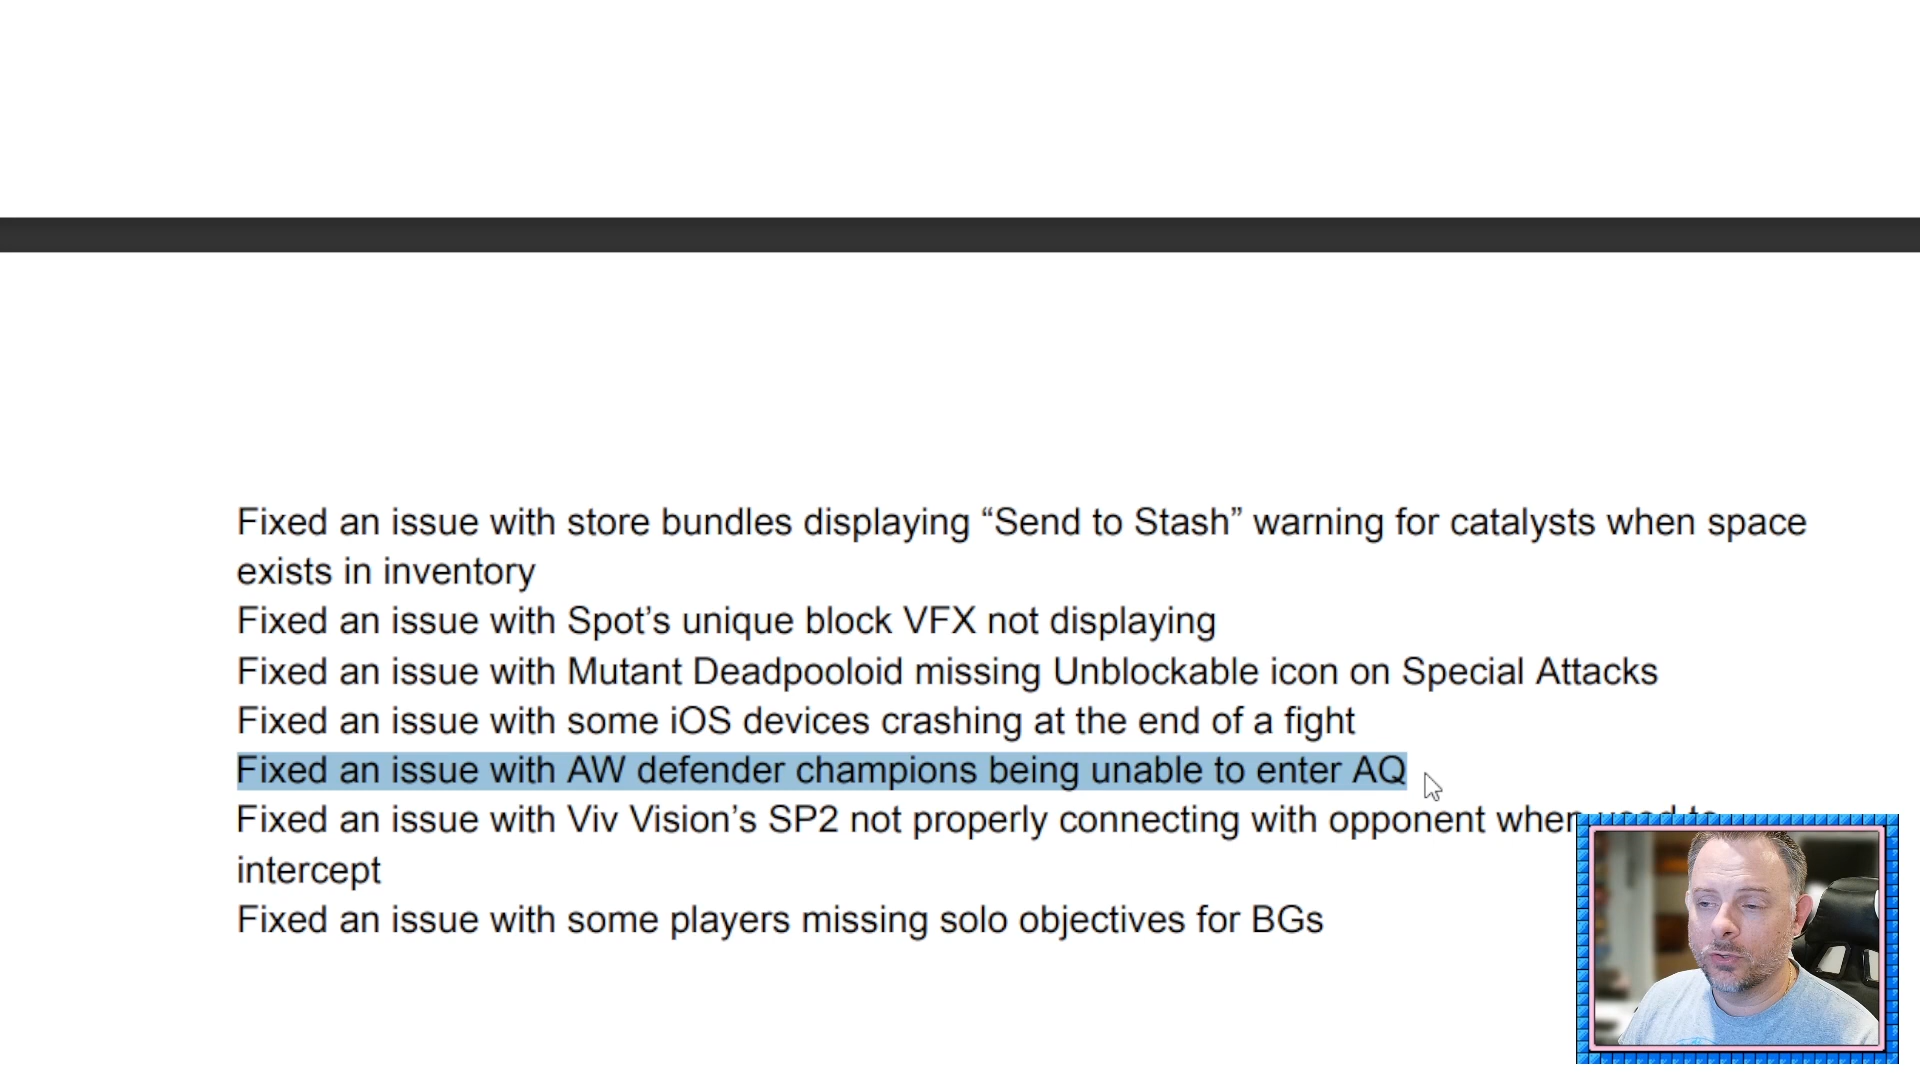 Fixed an issue with store bundles displaying “Send to Stash” warning for catalysts when space
exists in inventory
Fixed an issue with Spot’s unique block VFX not displaying
Fixed an issue with Mutant Deadpooloid missing Unblockable icon on Special Attacks
Fixed an issue with some iOS devices crashing at the end of a fight
Fixed an issue with AW defender champions being unable to enter AQ
Fixed an issue with Viv Vision’s SP2 not properly connecting with opponent when used to
intercept
Fixed an issue with some players missing solo objectives for BGs